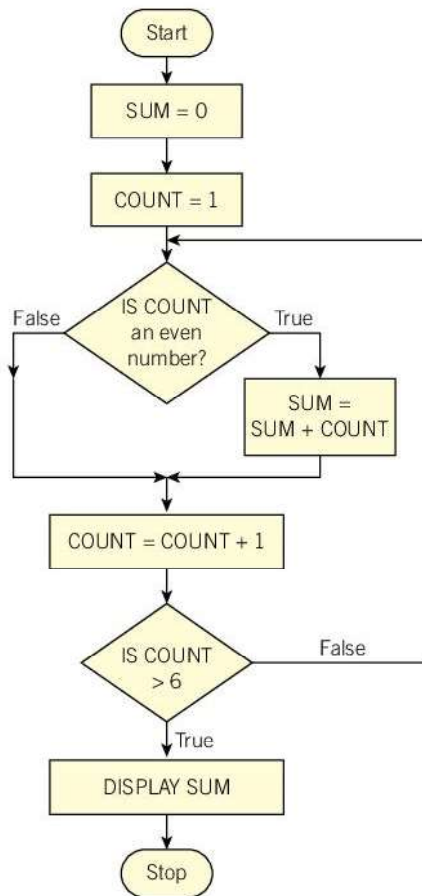 Start
SUM = 0
COUNT = 1
False
IS COUNT
an even
number?
True
SUM =
SUM + COUNT
COUNT = COUNT + 1
IS COUNT
> 6
False
True
DISPLAY SUM
Stop